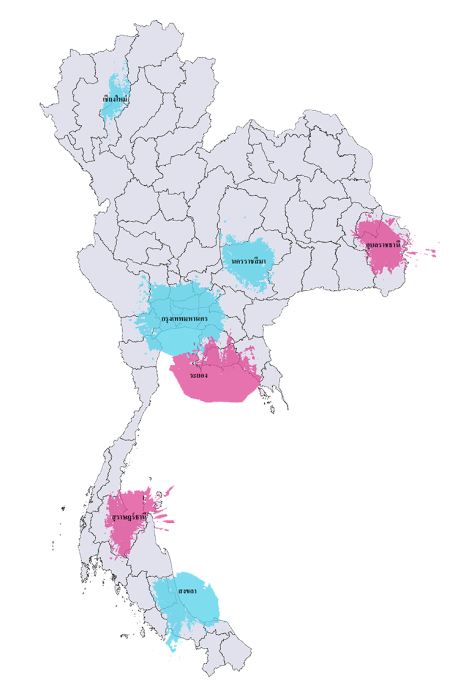 เชียงใหม่
อุบลราชธานี
นครราชสีมา
กรุงเทพมหานคร
ระยอง
สุราษฎร์ธานี
สงขลา